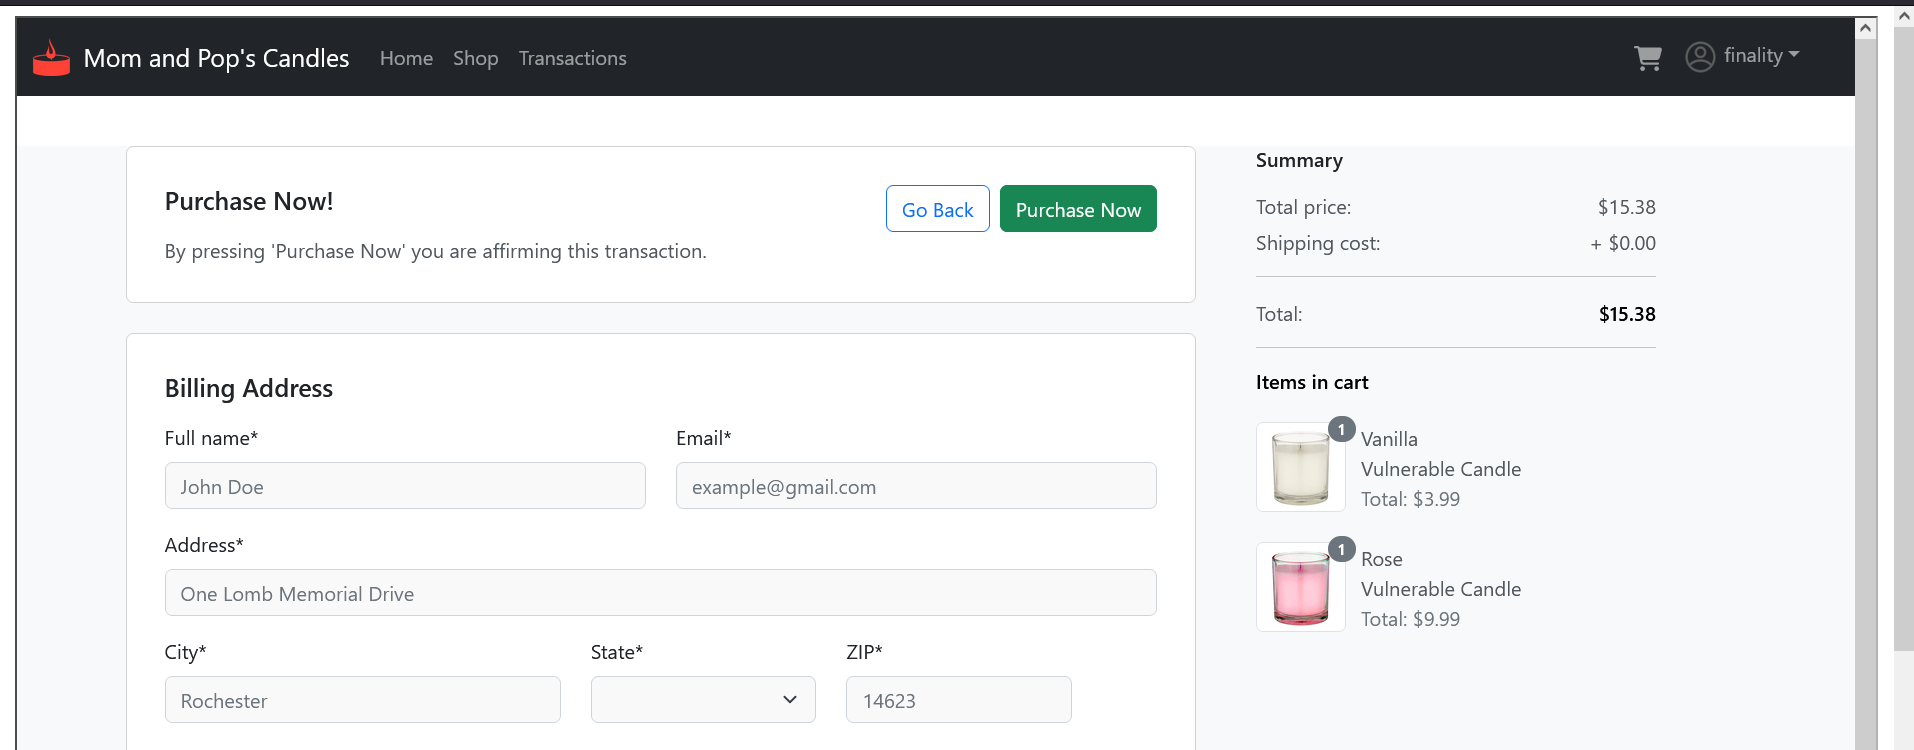 Mom and Pop's Candles Home Shop Transactions finality
Purchase Now!
Go Back Purchase Now
By pressing 'Purchase Now' you are affirming this transaction.
Billing Address
Full name* Email*
John Doe example@gmail.com
Address*
One Lomb Memorial Drive
City* State* ZIP*
Rochester 14623
Summary
Total price: $15.38
Shipping cost: + $0.00
Total: $15.38
Items in cart
1
Vanilla
Vulnerable Candle
Total: $3.99
1
Rose
Vulnerable Candle
Total: $9.99